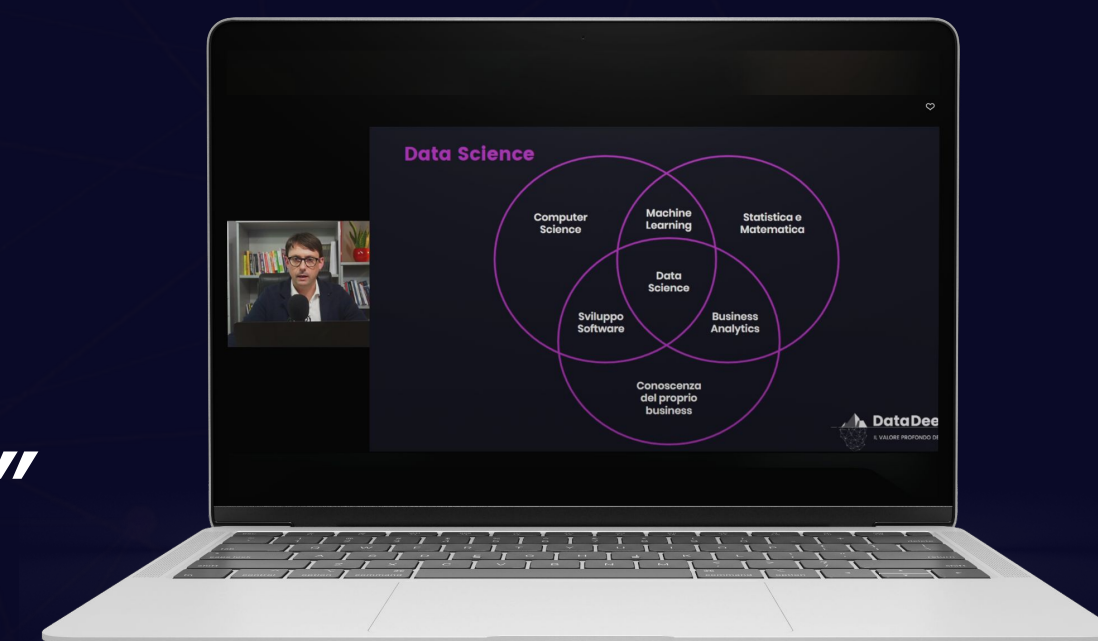 Data Science
Computer
Science
Machine
Learning
Statistica e
Matematica
Data
Science
Sviluppo
Software
Business
Analytics
Conoscenza
del proprio
business
DataDee
IL VALORE PROFONDO DE
"